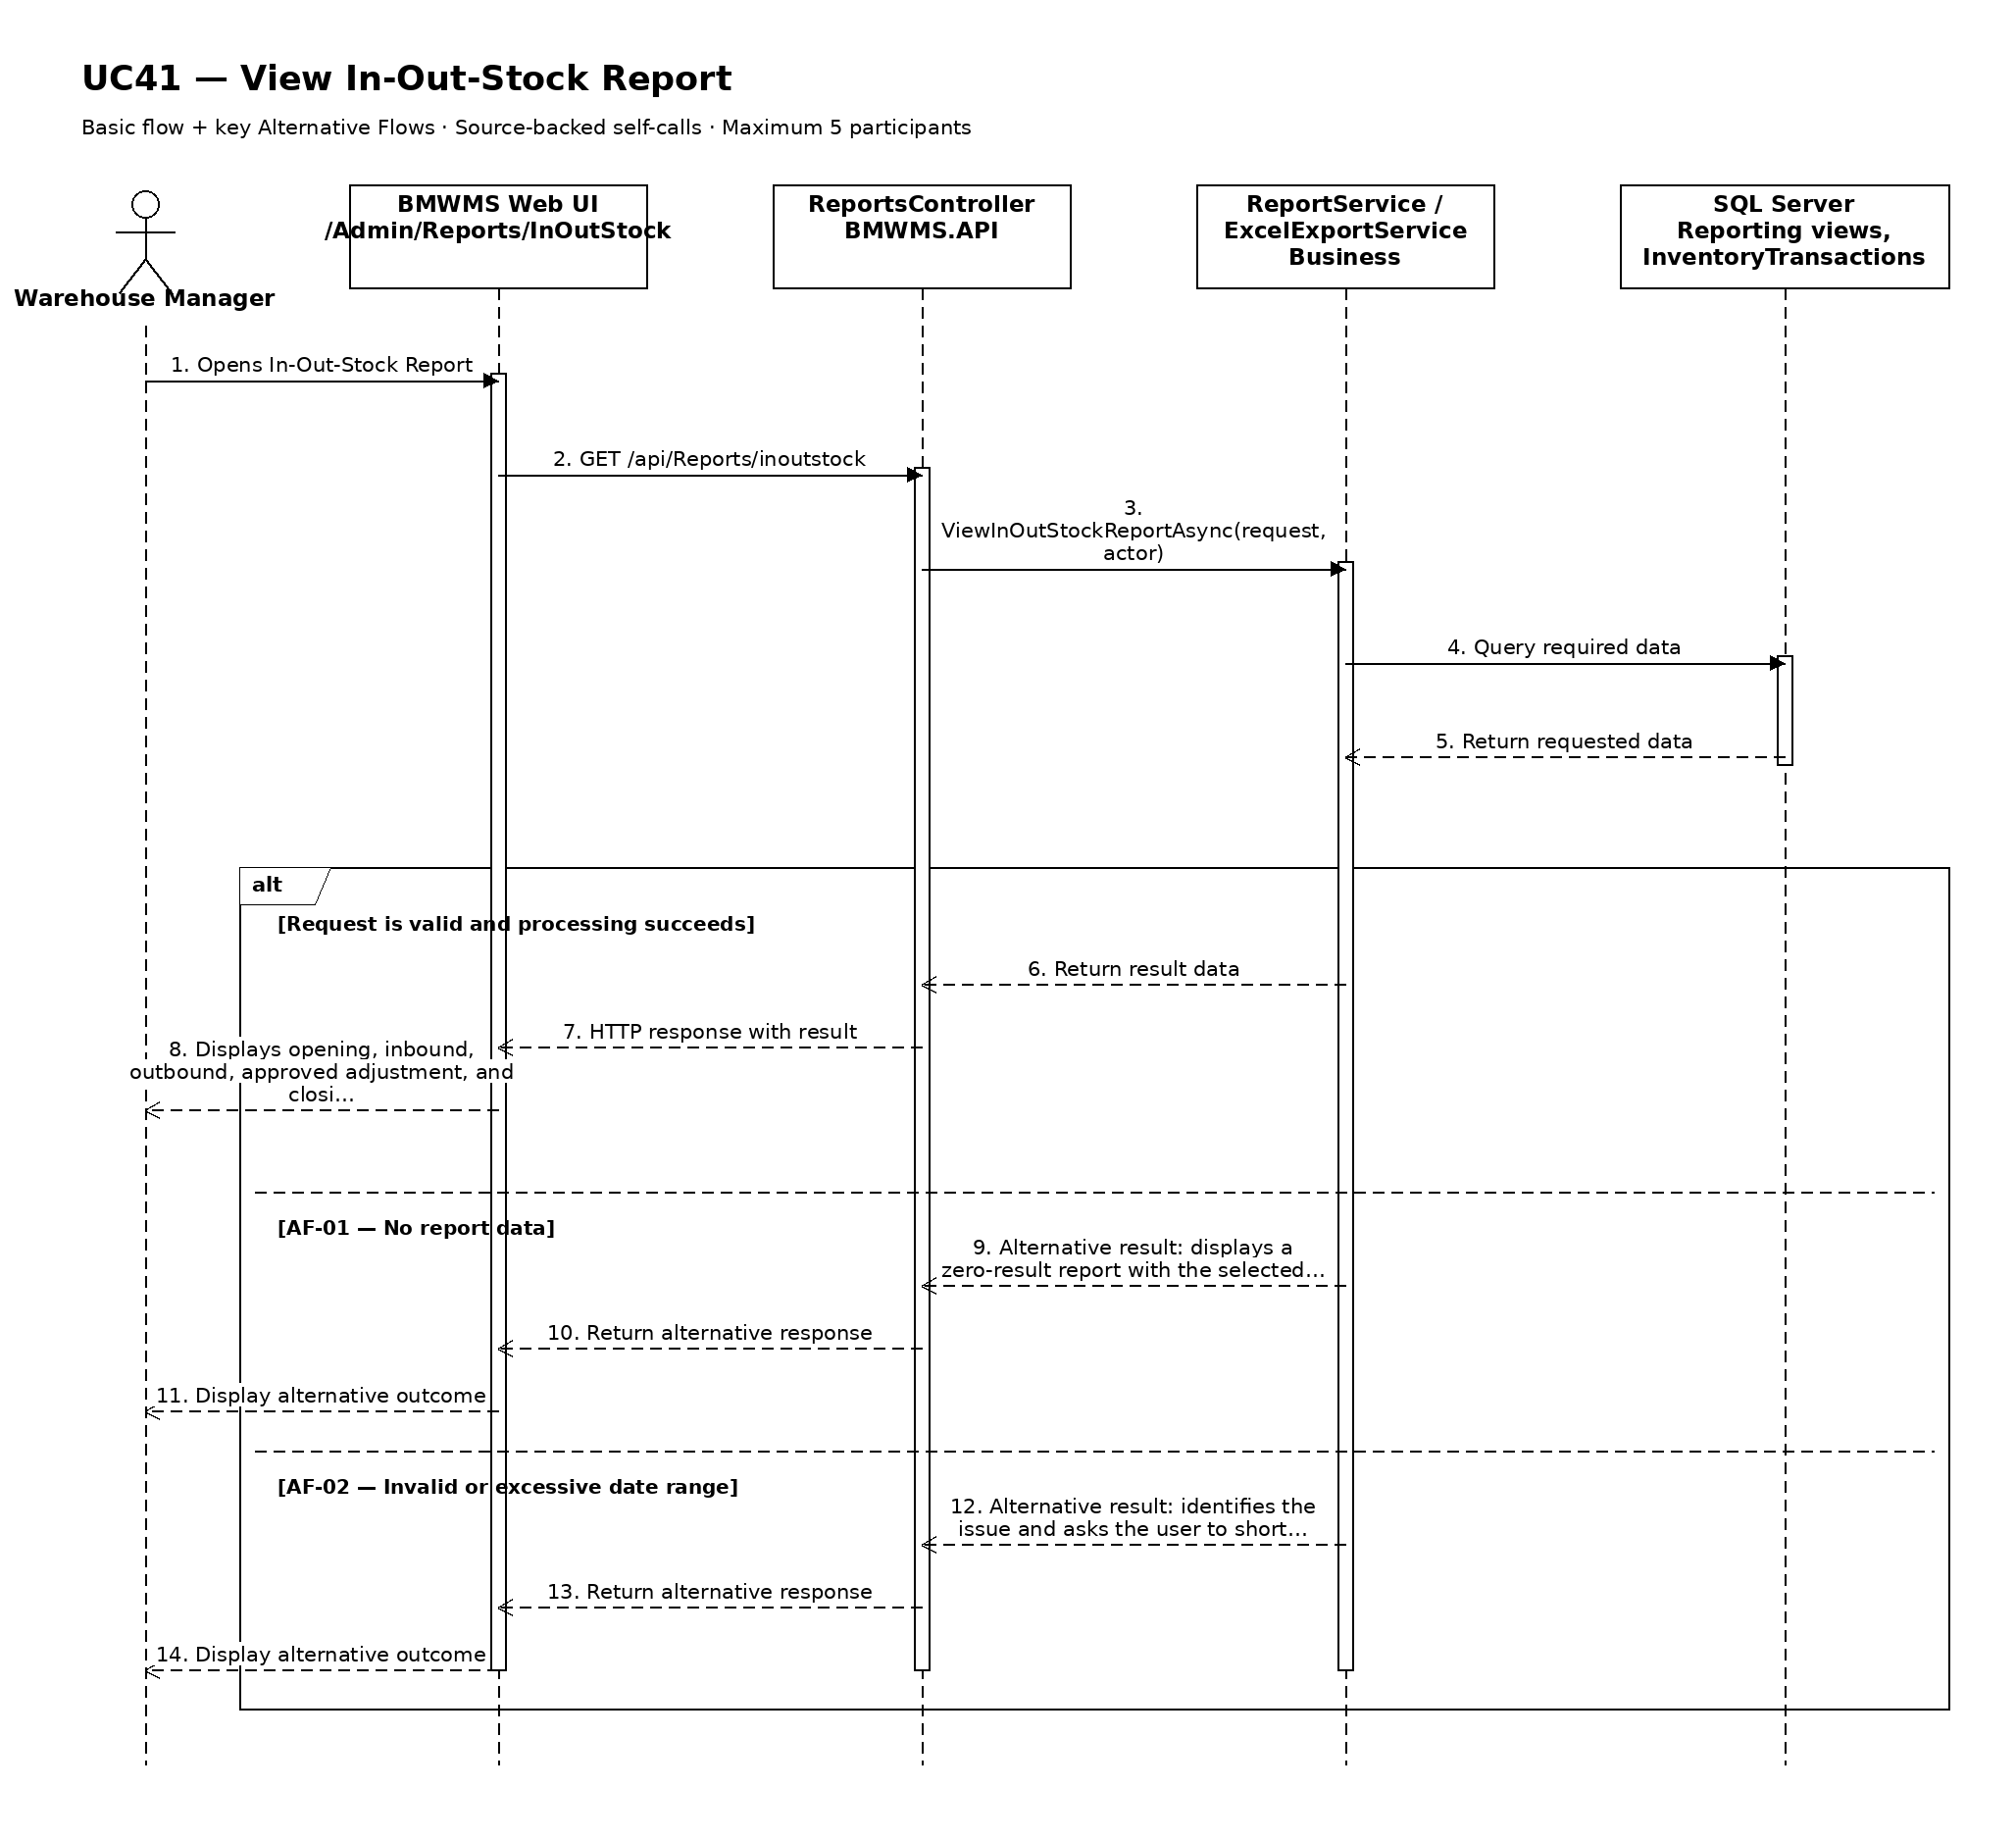 UC41 — View In-Out-Stock Report
Basic flow + key Alternative Flows · Source-backed self-calls · Maximum 5 participants
Warehouse Manager
BMWMS Web UI
/Admin/Reports/InOutStock
ReportsController
BMWMS.API
ReportService /
ExcelExportService
Business
SQL Server
Reporting views,
InventoryTransactions
1. Opens In-Out-Stock Report
2. GET /api/Reports/inoutstock
3.
ViewInOutStockReportAsync(request,
actor)
4. Query required data
5. Return requested data
alt
[Request is valid and processing succeeds]
6. Return result data
7. HTTP response with result
8. Displays opening, inbound,
outbound, approved adjustment, and
closi...
[AF-01 — No report data]
9. Alternative result: displays a
zero-result report with the selected...
10. Return alternative response
11. Display alternative outcome
[AF-02 — Invalid or excessive date range]
12. Alternative result: identifies the
issue and asks the user to short...
13. Return alternative response
14. Display alternative outcome